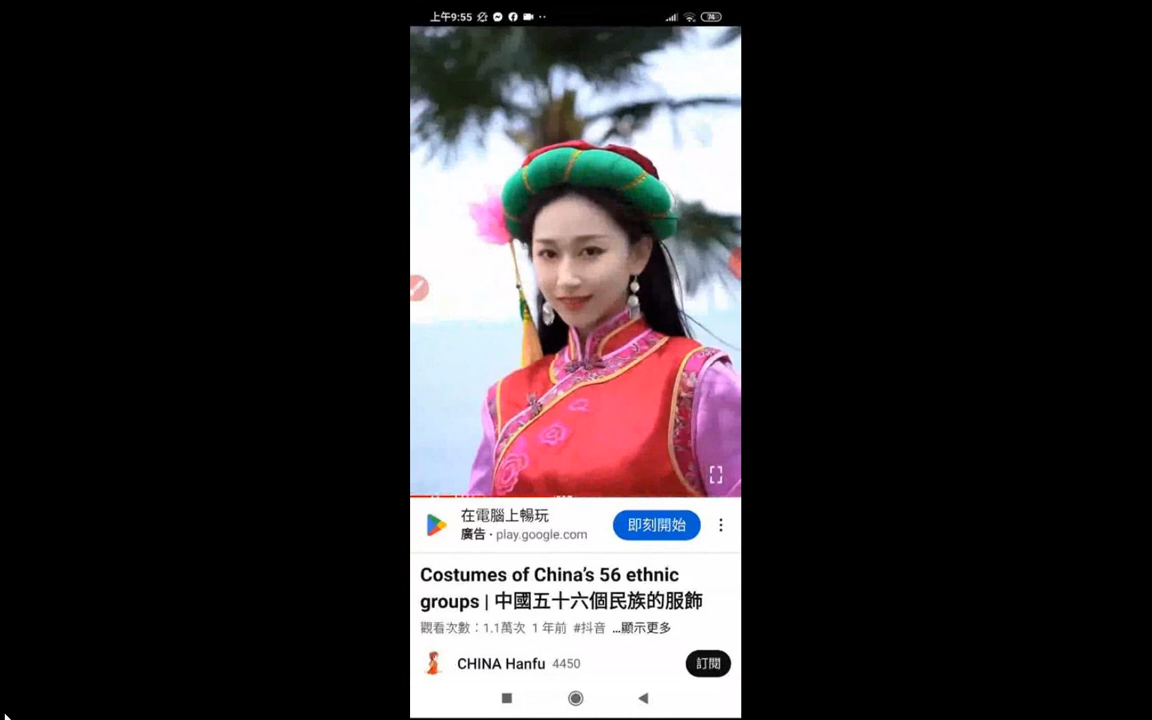 上午9:55
74
在電腦上暢玩
廣告 · play.google.com
即刻開始
Costumes of China's 56 ethnic
groups | 中國五十六個民族的服飾
觀看次數：1.1萬次 1 年前 #抖音 ...顯示更多
CHINA Hanfu 4450
訂閱